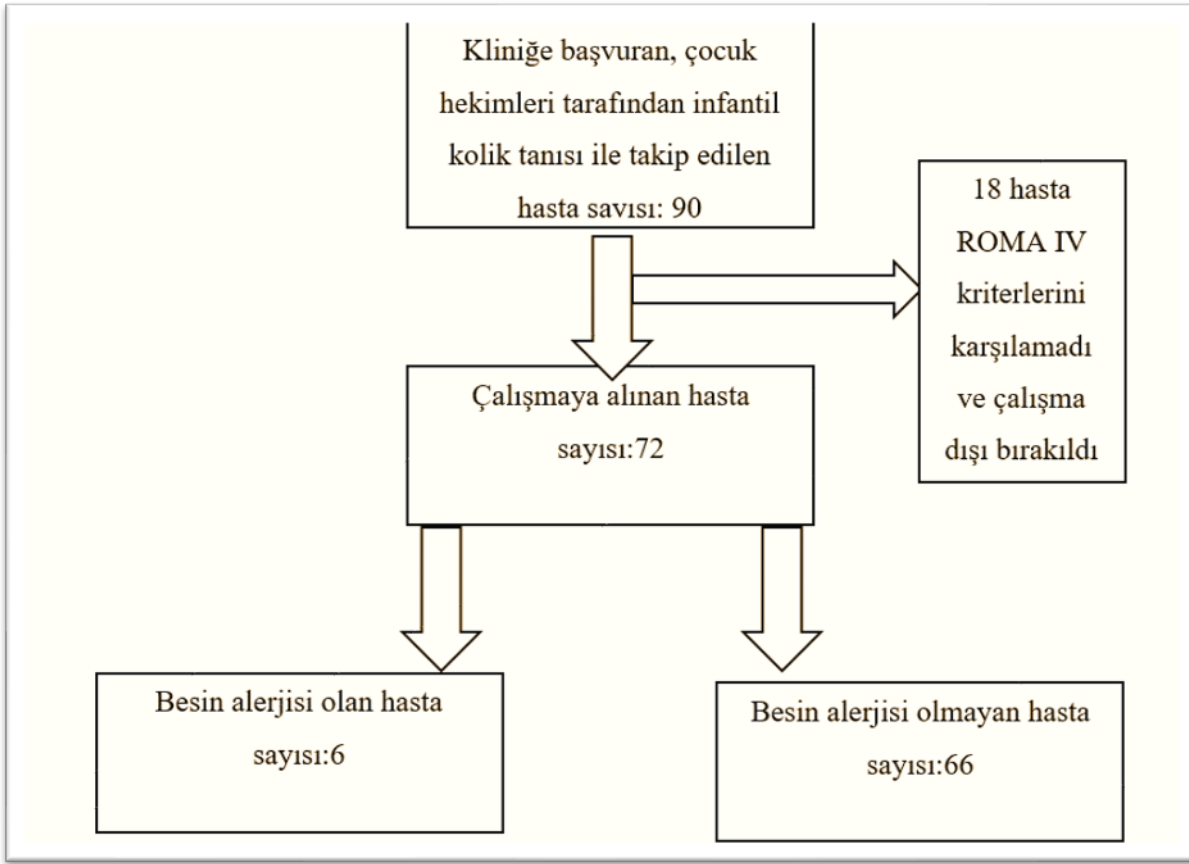 Kliniğe başvuran, çocuk
hekimleri tarafından infantil
kolik tanısı ile takip edilen
hasta sayısı: 90
18 hasta
ROMA IV
kriterlerini
karşılamadı
ve çalışma
dışı bırakıldı
Çalışmaya alınan hasta
sayısı:72
Besin alerjisi olan hasta
sayısı:6
Besin alerjisi olmayan hasta
sayısı:66